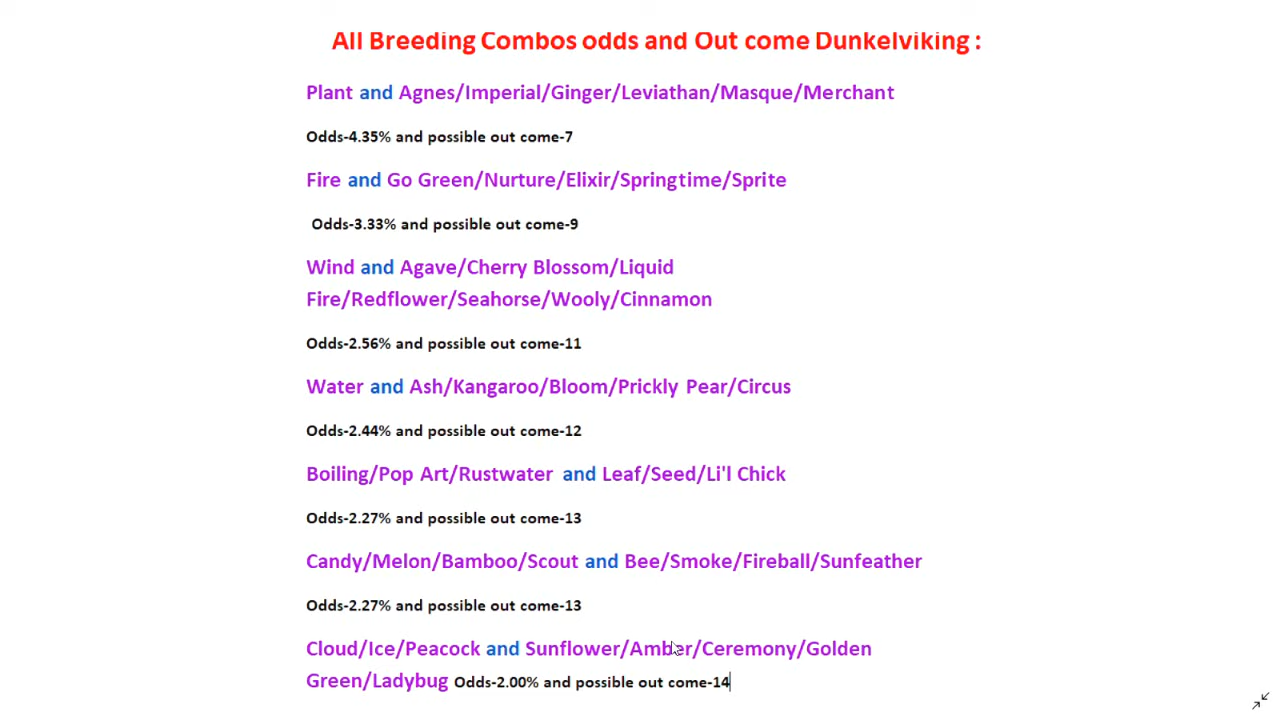 All Breeding Combos odds and Out come Dunkelviking :
Plant and Agnes/Imperial/Ginger/Leviathan/Masque/Merchant
Odds-4.35% and possible out come-7
Fire and Go Green/Nurture/Elixir/Springtime/Sprite
Odds-3.33% and possible out come-9
Wind and Agave/Cherry Blossom/Liquid
Fire/Redflower/Seahorse/Wooly/Cinnamon
Odds-2.56% and possible out come-11
Water and Ash/Kangaroo/Bloom/Prickly Pear/Circus
Odds-2.44% and possible out come-12
Boiling/Pop Art/Rustwater and Leaf/Seed/Li'l Chick
Odds-2.27% and possible out come-13
Candy/Melon/Bamboo/Scout and Bee/Smoke/Fireball/Sunfeather
Odds-2.27% and possible out come-13
Cloud/Ice/Peacock and Sunflower/Amber/Ceremony/Golden
Green/Ladybug Odds-2.00% and possible out come-14